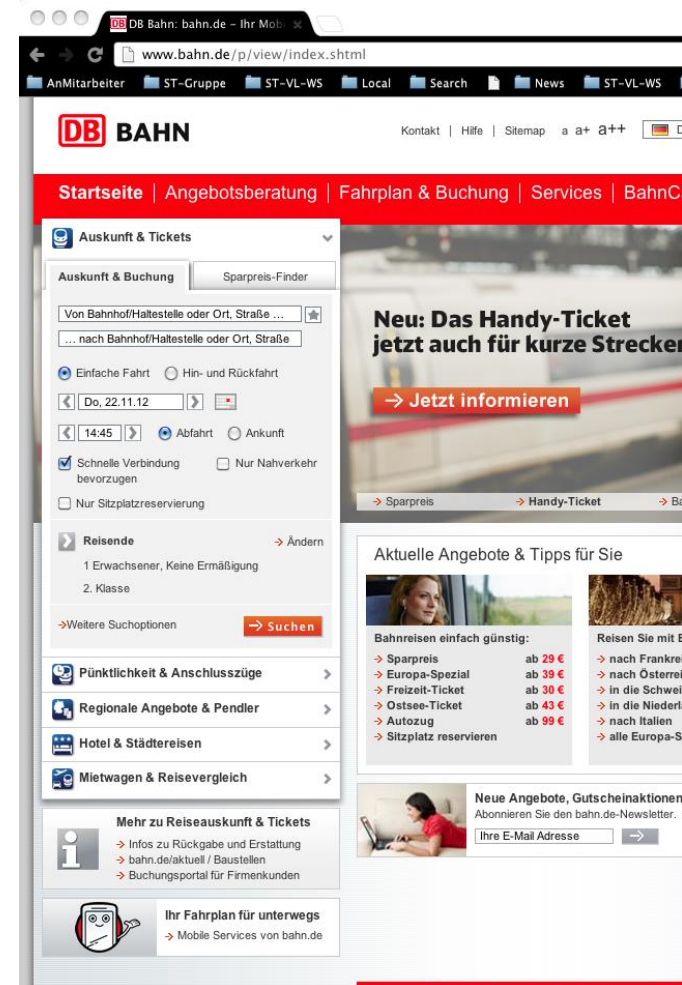 DB Bahn: bahn.de – Ihr Mobi
www.bahn.de/p/view/index.shtml
AnMitarbeiter ST-Gruppe ST-VL-WS Local Search News ST-VL-WS
DB BAHN
Kontakt | Hilfe | Sitemap a a+ a++ D
Startseite | Angebotsberatung | Fahrplan & Buchung | Services | BahnC
Auskunft & Tickets
Auskunft & Buchung Sparpreis-Finder
Von Bahnhof/Haltestelle oder Ort, Straße ...
... nach Bahnhof/Haltestelle oder Ort, Straße
Einfache Fahrt Hin- und Rückfahrt
Do, 22.11.12
14:45 Abfahrt Ankunft
Schnelle Verbindung bevorzugen Nur Nahverkehr
Nur Sitzplatzreservierung
Reisende Ändern
1 Erwachsener, Keine Ermäßigung
2. Klasse
Weitere Suchoptionen Suchen
Pünktlichkeit & Anschlusszüge
Regionale Angebote & Pendler
Hotel & Städtereisen
Mietwagen & Reisevergleich
Mehr zu Reiseauskunft & Tickets
Infos zu Rückgabe und Erstattung
bahn.de/aktuell / Baustellen
Buchungsportal für Firmenkunden
Ihr Fahrplan für unterwegs
Mobile Services von bahn.de
Neu: Das Handy-Ticket
jetzt auch für kurze Strecken
Jetzt informieren
Sparpreis Handy-Ticket Ba
Aktuelle Angebote & Tipps für Sie
Bahnreisen einfach günstig:
Sparpreis ab 29 €
Europa-Spezial ab 39 €
Freizeit-Ticket ab 30 €
Ostsee-Ticket ab 43 €
Autozug ab 99 €
Sitzplatz reservieren
Reisen Sie mit B
nach Frankrei
nach Österrei
in die Schwei
in die Niederl
nach Italien
alle Europa-S
Neue Angebote, Gutscheinaktionen
Abonnieren Sie den bahn.de-Newsletter.
Ihre E-Mail Adresse